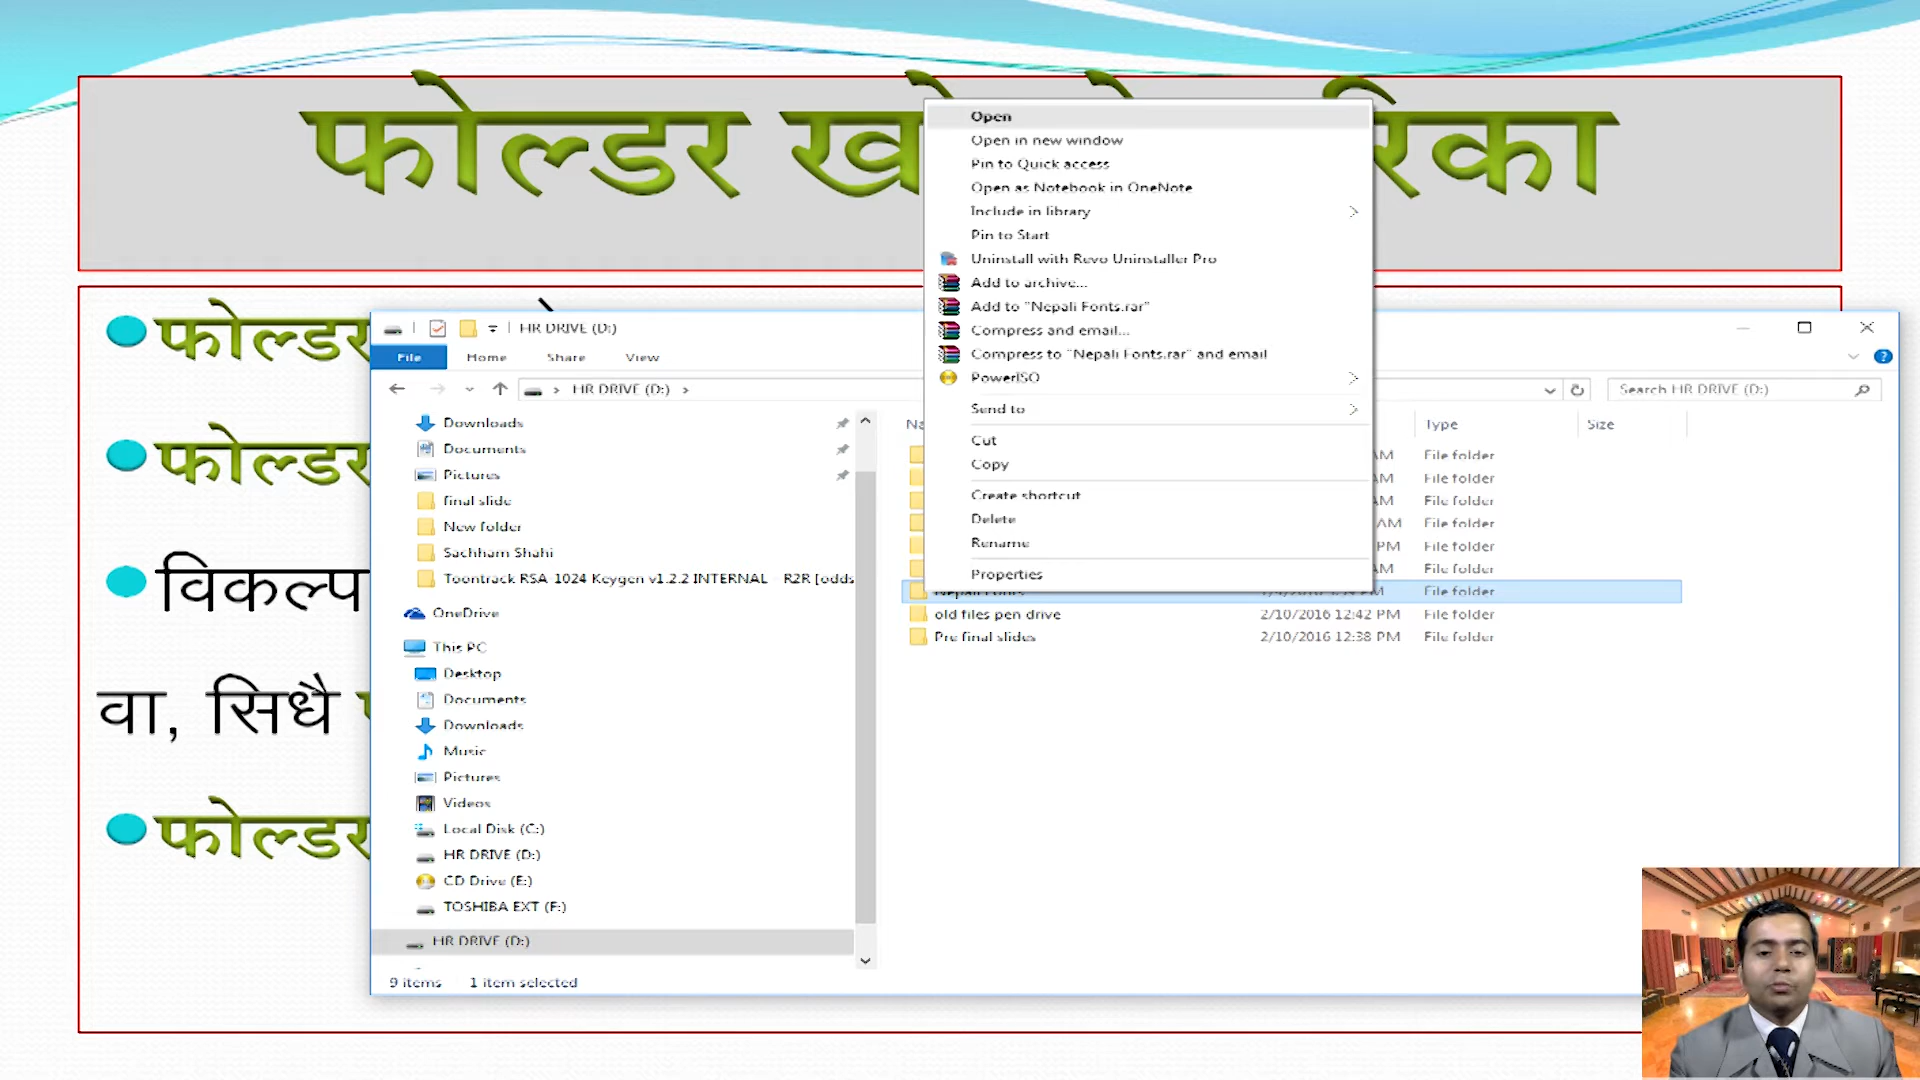 फोल्डर
Open
Open in new window
Pin to Quick access
Open as Notebook in OneNote
Include in library
Pin to Start
Uninstall with Revo Uninstaller Pro
Add to archive...
Add to "Nepali Fonts.rar"
Compress and email...
Compress to "Nepali Fonts.rar" and email
PowerISO
Send to
Cut
Copy
Create shortcut
Delete
Rename
Properties
फोल्डर
फोल्डर
विकल्प
वा, सिधै
फोल्डर
HR DRIVE (D:)
File Home Share View
HR DRIVE (D:)
Search HR DRIVE (D:)
Downloads
Documents
Pictures
final slide
New folder
Sachham Shahi
Toontrack RSA-1024 Keygen v1.2.2 INTERNAL - R2R [odds
OneDrive
This PC
Desktop
Documents
Downloads
Music
Pictures
Videos
Local Disk (C:)
HR DRIVE (D:)
CD Drive (E:)
TOSHIBA EXT (F:)
HR DRIVE (D:)
9 items 1 item selected
Type Size
AM File folder
AM File folder
AM File folder
AM File folder
PM File folder
File folder
Nepali Fonts File folder
old files pen drive 2/10/2016 12:42 PM File folder
Pre final slides 2/10/2016 12:38 PM File folder